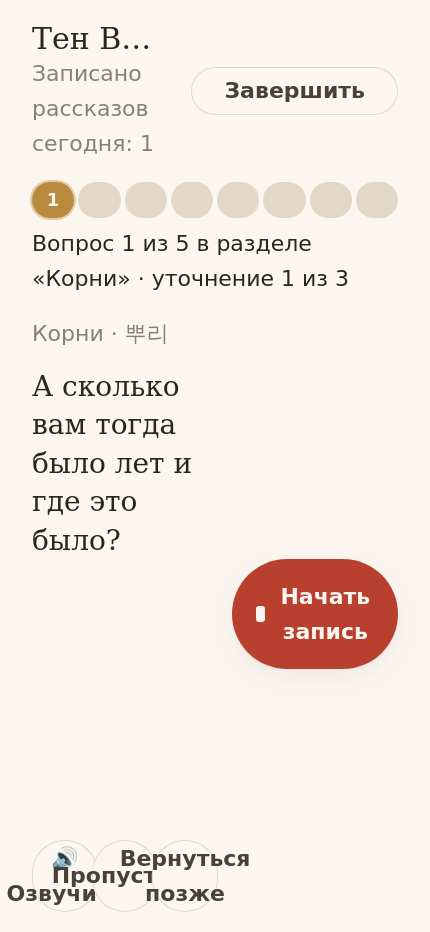 Тен В...
Записано
рассказов
сегодня: 1
Завершить
1
Вопрос 1 из 5 в разделе
«Корни» · уточнение 1 из 3
Корни · 뿌리
А сколько
вам тогда
было лет и
где это
было?
Начать
запись
🔊
Озвучи
Пропуст
Вернуться
позже